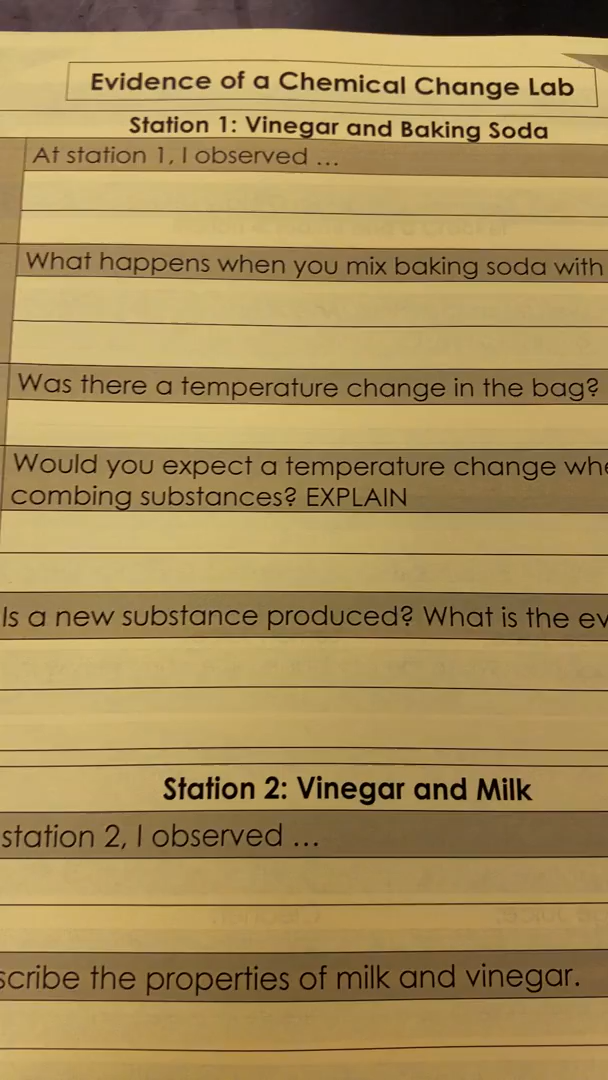 Evidence of a Chemical Change Lab
Station 1: Vinegar and Baking Soda
At station 1, I observed ...
What happens when you mix baking soda with
Was there a temperature change in the bag?
Would you expect a temperature change
combing substances? EXPLAIN
Is a new substance produced? What is the
Station 2: Vinegar and Milk
station 2, I observed ...
the properties of milk and vinegar.